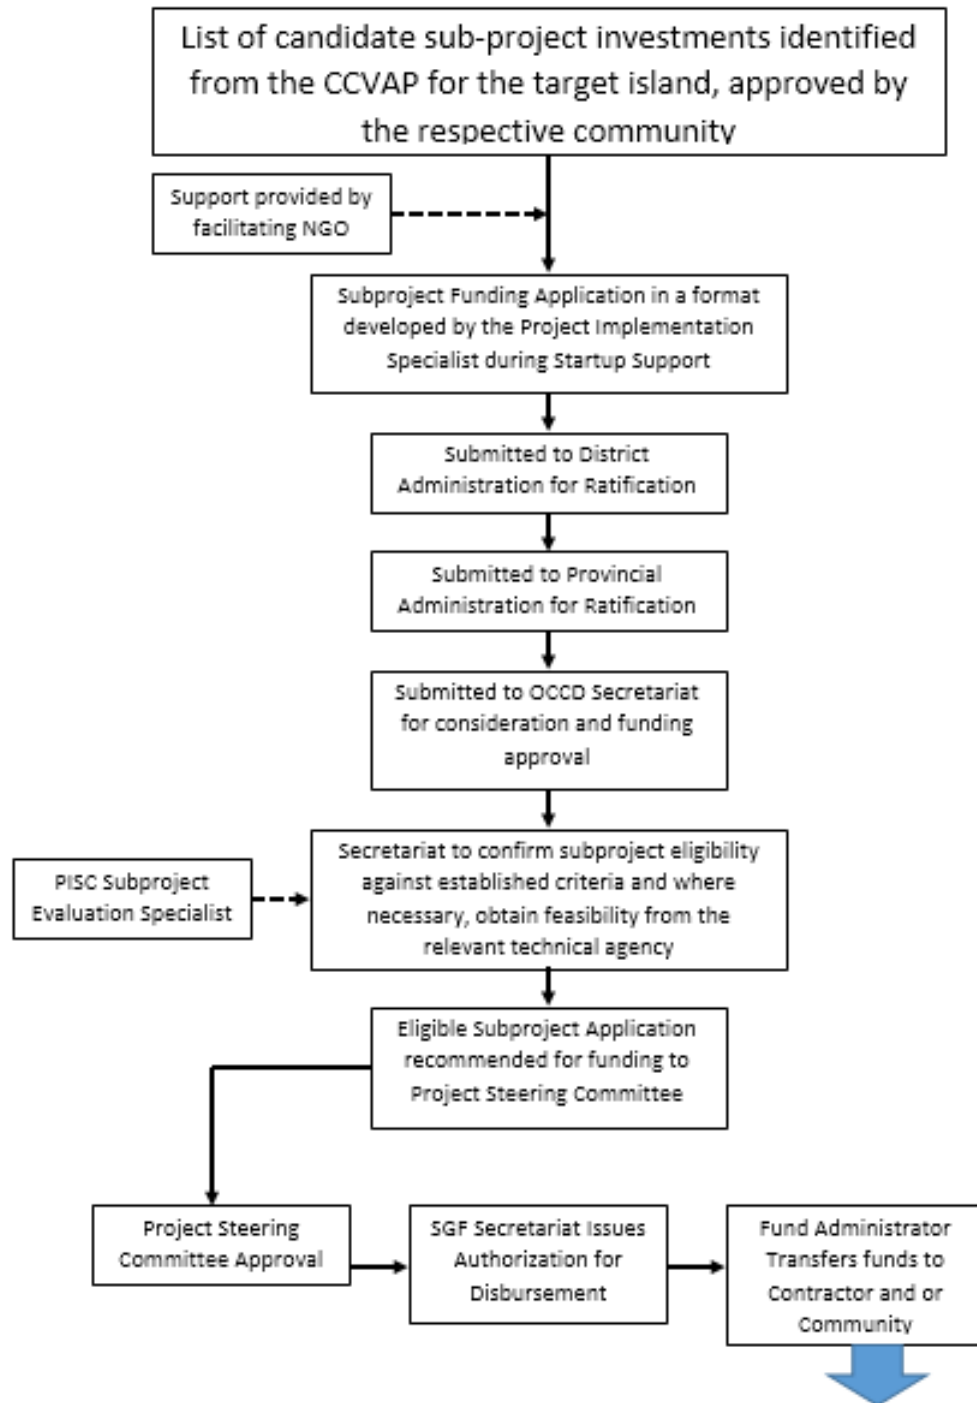 List of candidate sub-project investments identified
from the CCVAP for the target island, approved by
the respective community
Support provided by
facilitating NGO
Subproject Funding Application in a format
developed by the Project Implementation
Specialist during Startup Support
Submitted to District
Administration for Ratification
Submitted to Provincial
Administration for Ratification
Submitted to OCCD Secretariat
for consideration and funding
approval
PISC Subproject
Evaluation Specialist
Secretariat to confirm subproject eligibility
against established criteria and where
necessary, obtain feasibility from the
relevant technical agency
Eligible Subproject Application
recommended for funding to
Project Steering Committee
Project Steering
Committee Approval
SGF Secretariat Issues
Authorization for
Disbursement
Fund Administrator
Transfers funds to
Contractor and or
Community